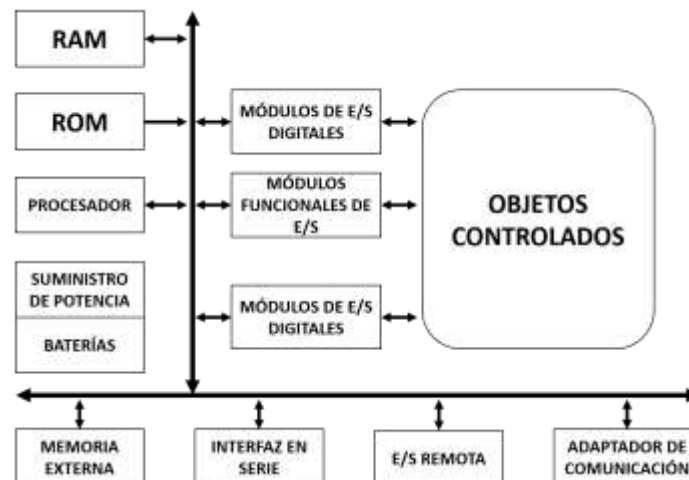 RAM
ROM
PROCESADOR
SUMINISTRO
DE POTENCIA
BATERÍAS
MÓDULOS DE E/S
DIGITALES
MÓDULOS
FUNCIONALES DE
E/S
MÓDULOS DE E/S
DIGITALES
OBJETOS
CONTROLADOS
MEMORIA
EXTERNA
INTERFAZ EN
SERIE
E/S REMOTA
ADAPTADOR DE
COMUNICACIÓN